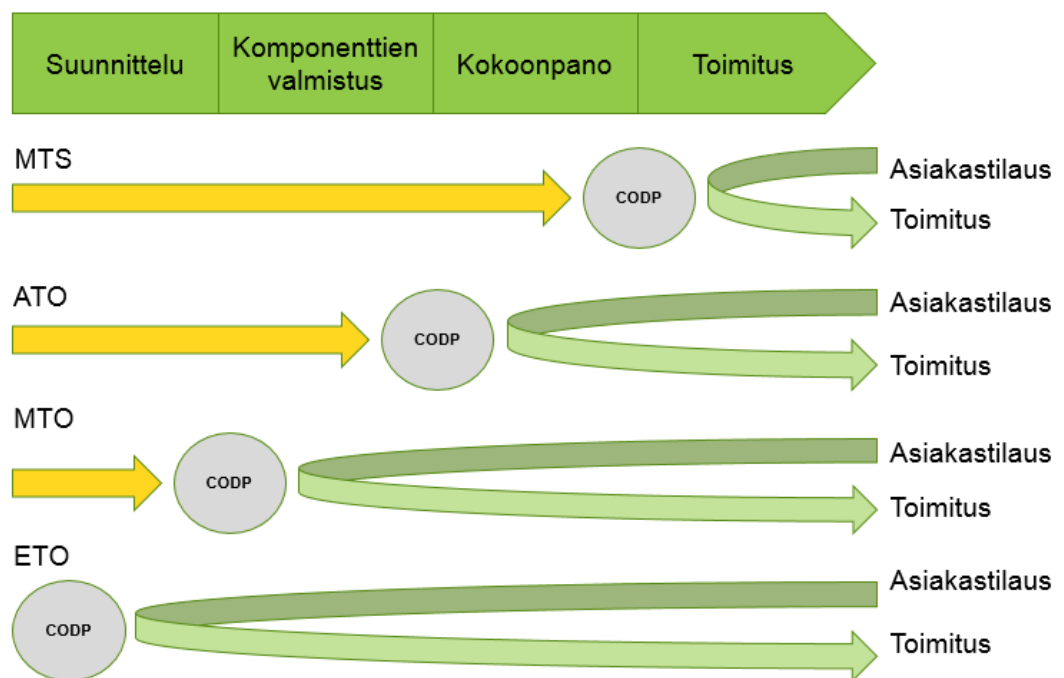 Suunnittelu
Komponenttien
valmistus
Kokoonpano
Toimitus
MTS
CODP
Asiakastilaus
Toimitus
ATO
CODP
Asiakastilaus
Toimitus
MTO
CODP
Asiakastilaus
Toimitus
ETO
CODP
Asiakastilaus
Toimitus